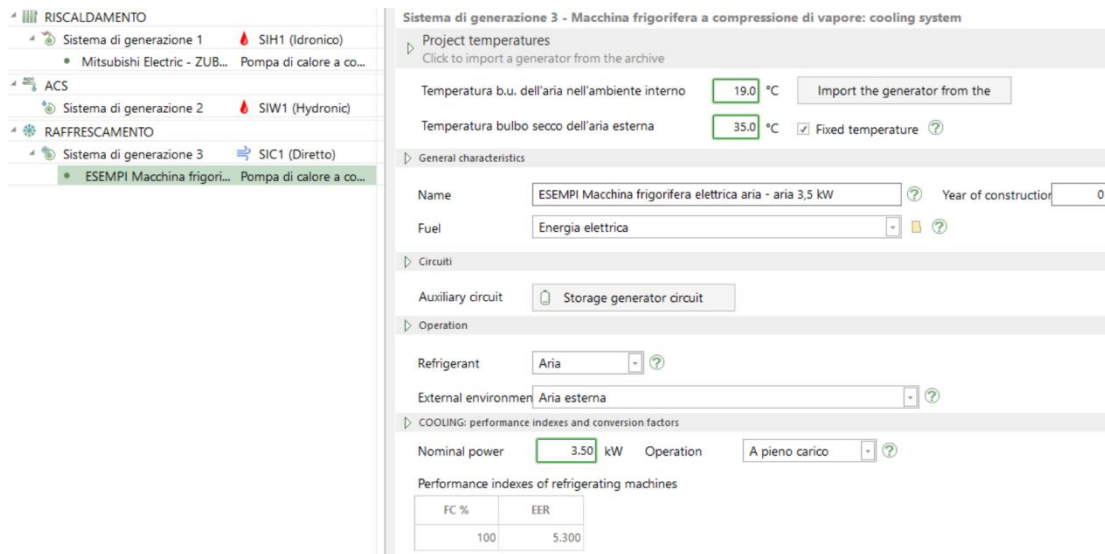 RISCALDAMENTO
Sistema di generazione 1 SIH1 (Idronico)
Mitsubishi Electric - ZUB... Pompa di calore a co...
ACS
Sistema di generazione 2 SIW1 (Hydronic)
RAFFRESCAMENTO
Sistema di generazione 3 SIC1 (Diretto)
ESEMPI Macchina frigori... Pompa di calore a co...
Sistema di generazione 3 - Macchina frigorifera a compressione di vapore: cooling system
Project temperatures
Click to import a generator from the archive
Temperatura b.u. dell'aria nell'ambiente interno 19.0 °C Import the generator from the
Temperatura bulbo secco dell'aria esterna 35.0 °C Fixed temperature ?
General characteristics
Name ESEMPI Macchina frigorifera elettrica aria - aria 3,5 kW ? Year of construction 0
Fuel Energia elettrica ?
Circuiti
Auxiliary circuit Storage generator circuit
Operation
Refrigerant Aria ?
External environmen Aria esterna ?
COOLING: performance indexes and conversion factors
Nominal power 3.50 kW Operation A pieno carico ?
Performance indexes of refrigerating machines
FC % EER
100 5.300